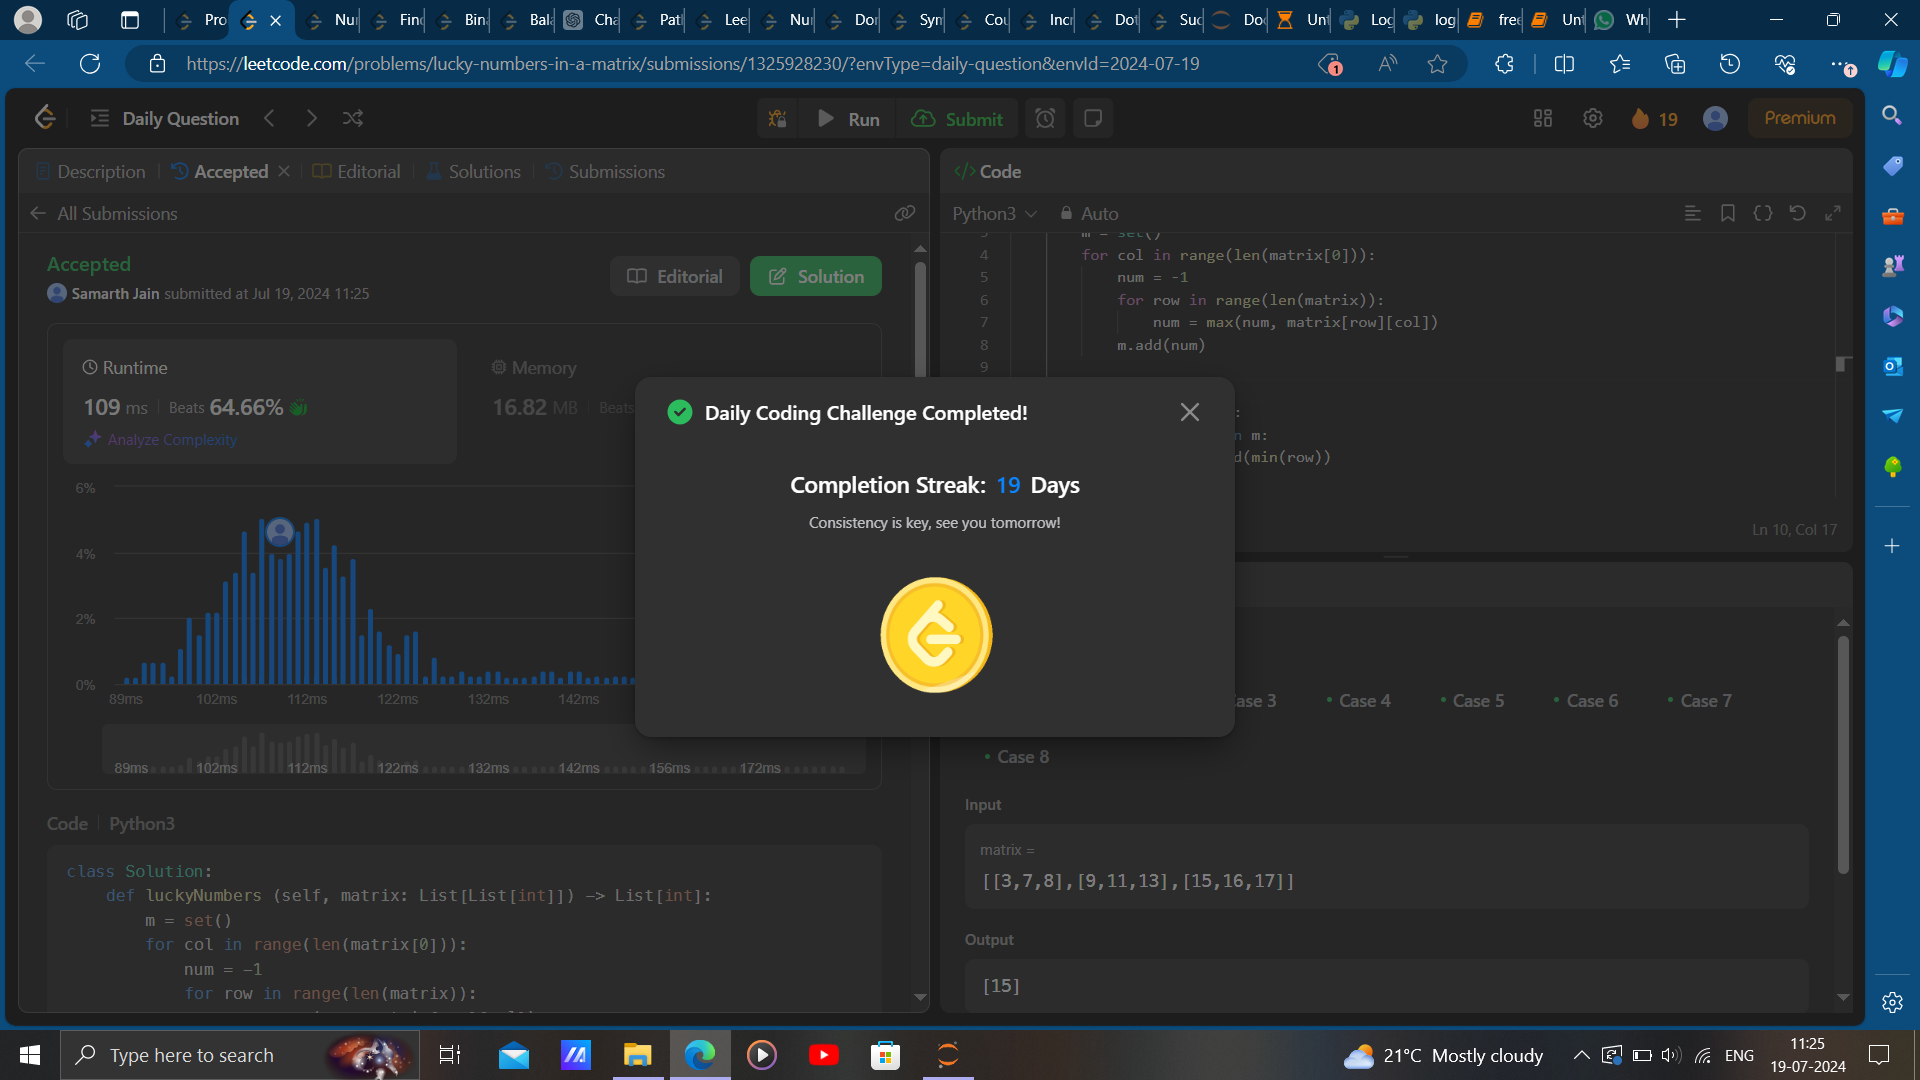 Pro
Nu
Fin
Bin
Bal
Cha
Pat
Lee
Nu
Dor
Syn
Cou
Incr
Dot
Suc
Do
Unt
Log
log
free
Unt
Wh
https://leetcode.com/problems/lucky-numbers-in-a-matrix/submissions/1325928230/?envType=daily-question&envId=2024-07-19
1
Daily Question
Run
Submit
19
Premium
Description
Accepted
Editorial
Solutions
Submissions
All Submissions
Accepted
Samarth Jain submitted at Jul 19, 2024 11:25
Editorial
Solution
Runtime
109 ms
Beats 64.66%
Analyze Complexity
Memory
16.82 MB
Beats
6%
4%
2%
0%
89ms 102ms 112ms 122ms 132ms 142ms
89ms 102ms 112ms 122ms 132ms 142ms 156ms 172ms
Code | Python3
class Solution:
def luckyNumbers (self, matrix: List[List[int]]) -> List[int]:
m = set()
for col in range(len(matrix[0])):
num = -1
for row in range(len(matrix)):
</> Code
Python3
Auto
3 m = set()
4 for col in range(len(matrix[0])):
5 num = -1
6 for row in range(len(matrix)):
7 num = max(num, matrix[row][col])
8 m.add(num)
9
:
n m:
d(min(row))
Ln 10, Col 17
Daily Coding Challenge Completed!
Completion Streak: 19 Days
Consistency is key, see you tomorrow!
ase 3
Case 4
Case 5
Case 6
Case 7
Case 8
Input
matrix =
[[3,7,8],[9,11,13],[15,16,17]]
Output
[15]
Type here to search
21°C Mostly cloudy
ENG
11:25
19-07-2024